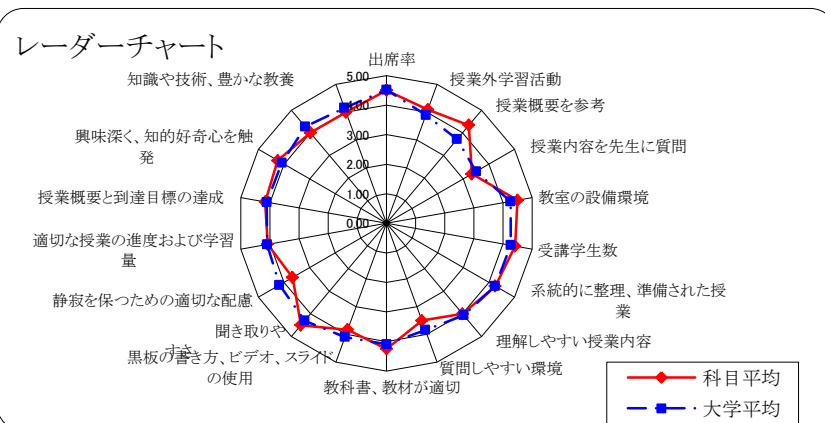 レーダーチャート
出席率
授業外学習活動
授業概要を参考
授業内容を先生に質問
教室の設備環境
受講学生数
系統的に整理、準備された授
業
理解しやすい授業内容
質問しやすい環境
教科書、教材が適切
黒板の書き方、ビデオ、スライド
の使用
聞き取りや
すさ
静寂を保つための適切な配慮
適切な授業の進度および学習
量
授業概要と到達目標の達成
興味深く、知的好奇心を触
発
知識や技術、豊かな教養
5.00
4.00
3.00
2.00
1.00
0.00
科目平均
大学平均